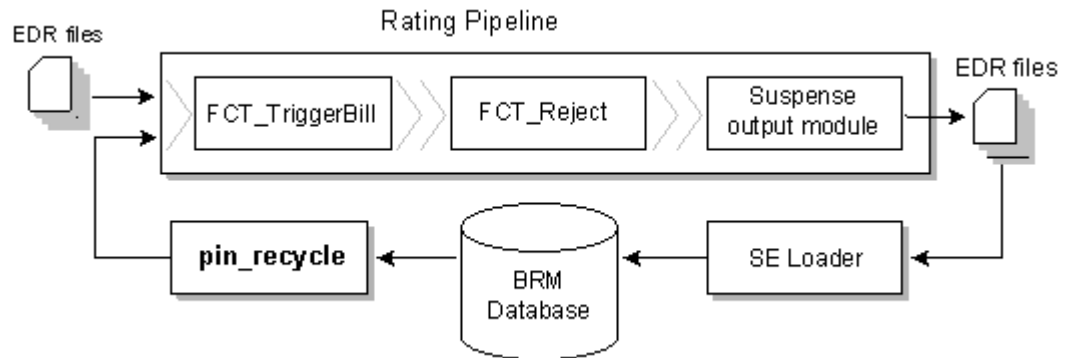 Rating Pipeline
EDR files
FCT_TriggerBill
FCT_Reject
Suspense
output module
EDR files
pin_recycle
BRM
Database
SE Loader